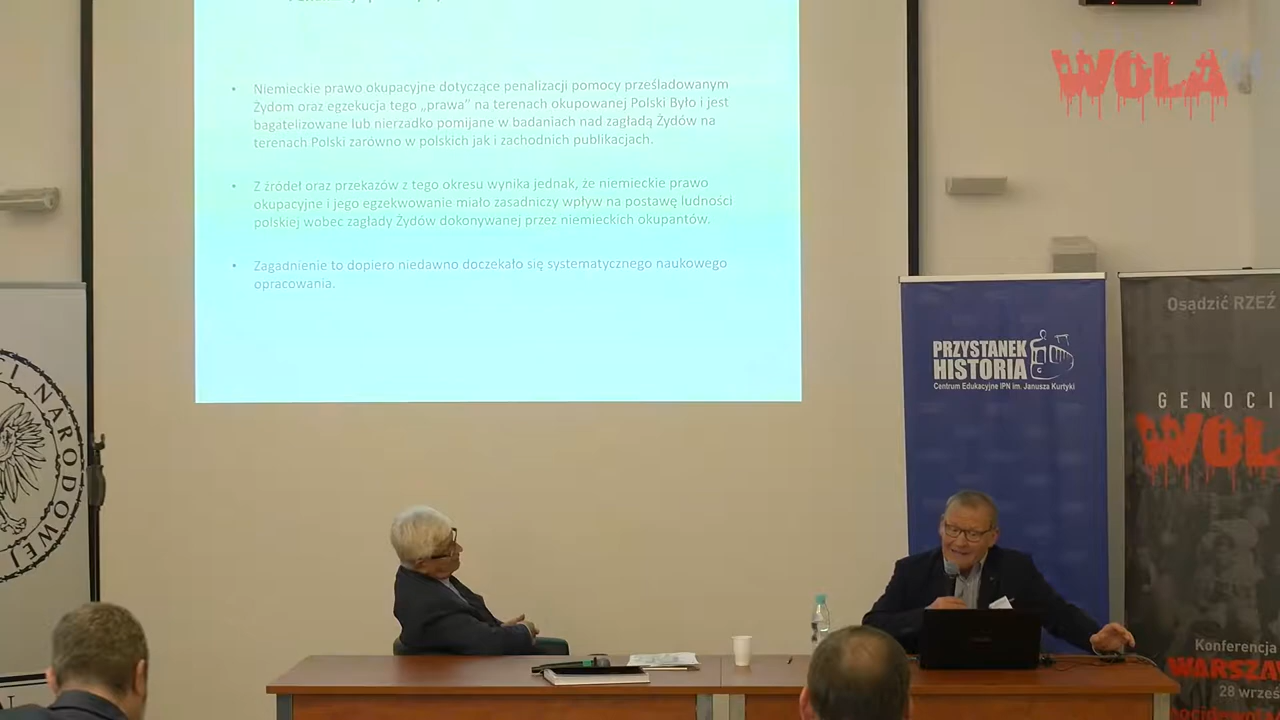 WOLA
• Niemieckie prawo okupacyjne dotyczące penalizacji pomocy prześladowanym
Żydom oraz egzekucja tego „prawa” na terenach okupowanej Polski Było i jest
bagatelizowane lub nierzadko pomijane w badaniach nad zagładą Żydów na
terenach Polski zarówno w polskich jak i zachodnich publikacjach.
• Z źródeł oraz przekazów z tego okresu wynika jednak, że niemieckie prawo
okupacyjne i jego egzekwowanie miało zasadniczy wpływ na postawę ludności
polskiej wobec zagłady Żydów dokonywanej przez niemieckich okupantów.
• Zagadnienie to dopiero niedawno doczekało się systematycznego naukowego
opracowania.
CI NARODOWEJ
PRZYSTANEK
HISTORIA
Centrum Edukacyjne IPN im. Janusza Kurtyki
Osądzić RZEŹ
GENOCI
WOL
Konferencja
WARSZA
28 wrześ